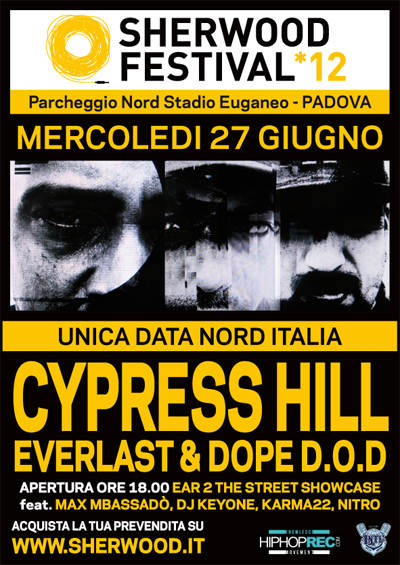 SHERWOOD
FESTIVAL*12
Parcheggio Nord Stadio Euganeo - PADOVA
MERCOLEDI 27 GIUGNO
UNICA DATA NORD ITALIA
CYPRESS HILL
EVERLAST & DOPE D.O.D
APERTURA ORE 18.00 EAR 2 THE STREET SHOWCASE
feat. MAX MBASSADÒ, DJ KEYONE, KARMA22, NITRO
ACQUISTA LA TUA PREVENDITA SU
WWW.SHERWOOD.IT
HIPHOPREC.COM
MOVEMENT